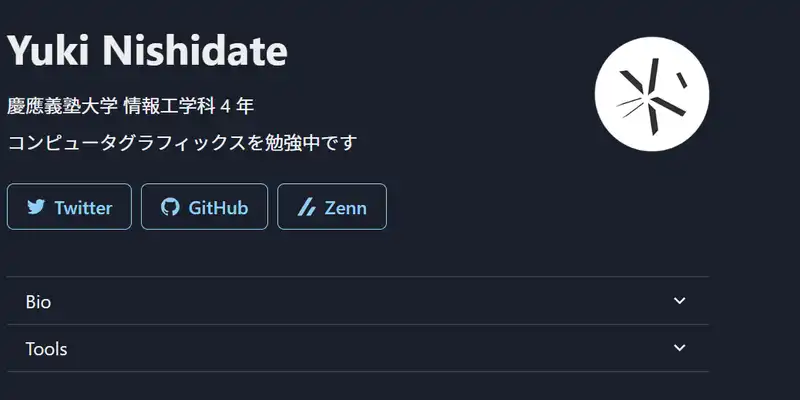 Yuki Nishidate
慶應義塾大学 情報工学科 4 年
コンピュータグラフィックスを勉強中です
Twitter GitHub Zenn
Bio
Tools